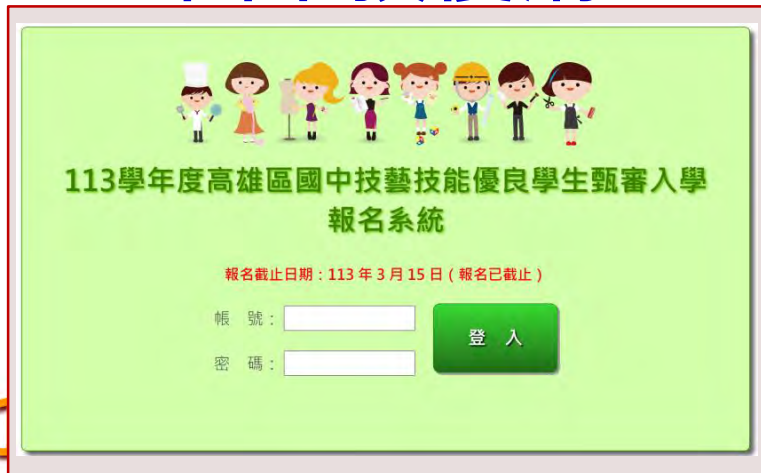 113學年度高雄區國中技藝技能優良學生甄審入學
報名系統
報名截止日期：113 年 3 月 15 日 ( 報名已截止 )
帳 號：
登 入
密 碼：